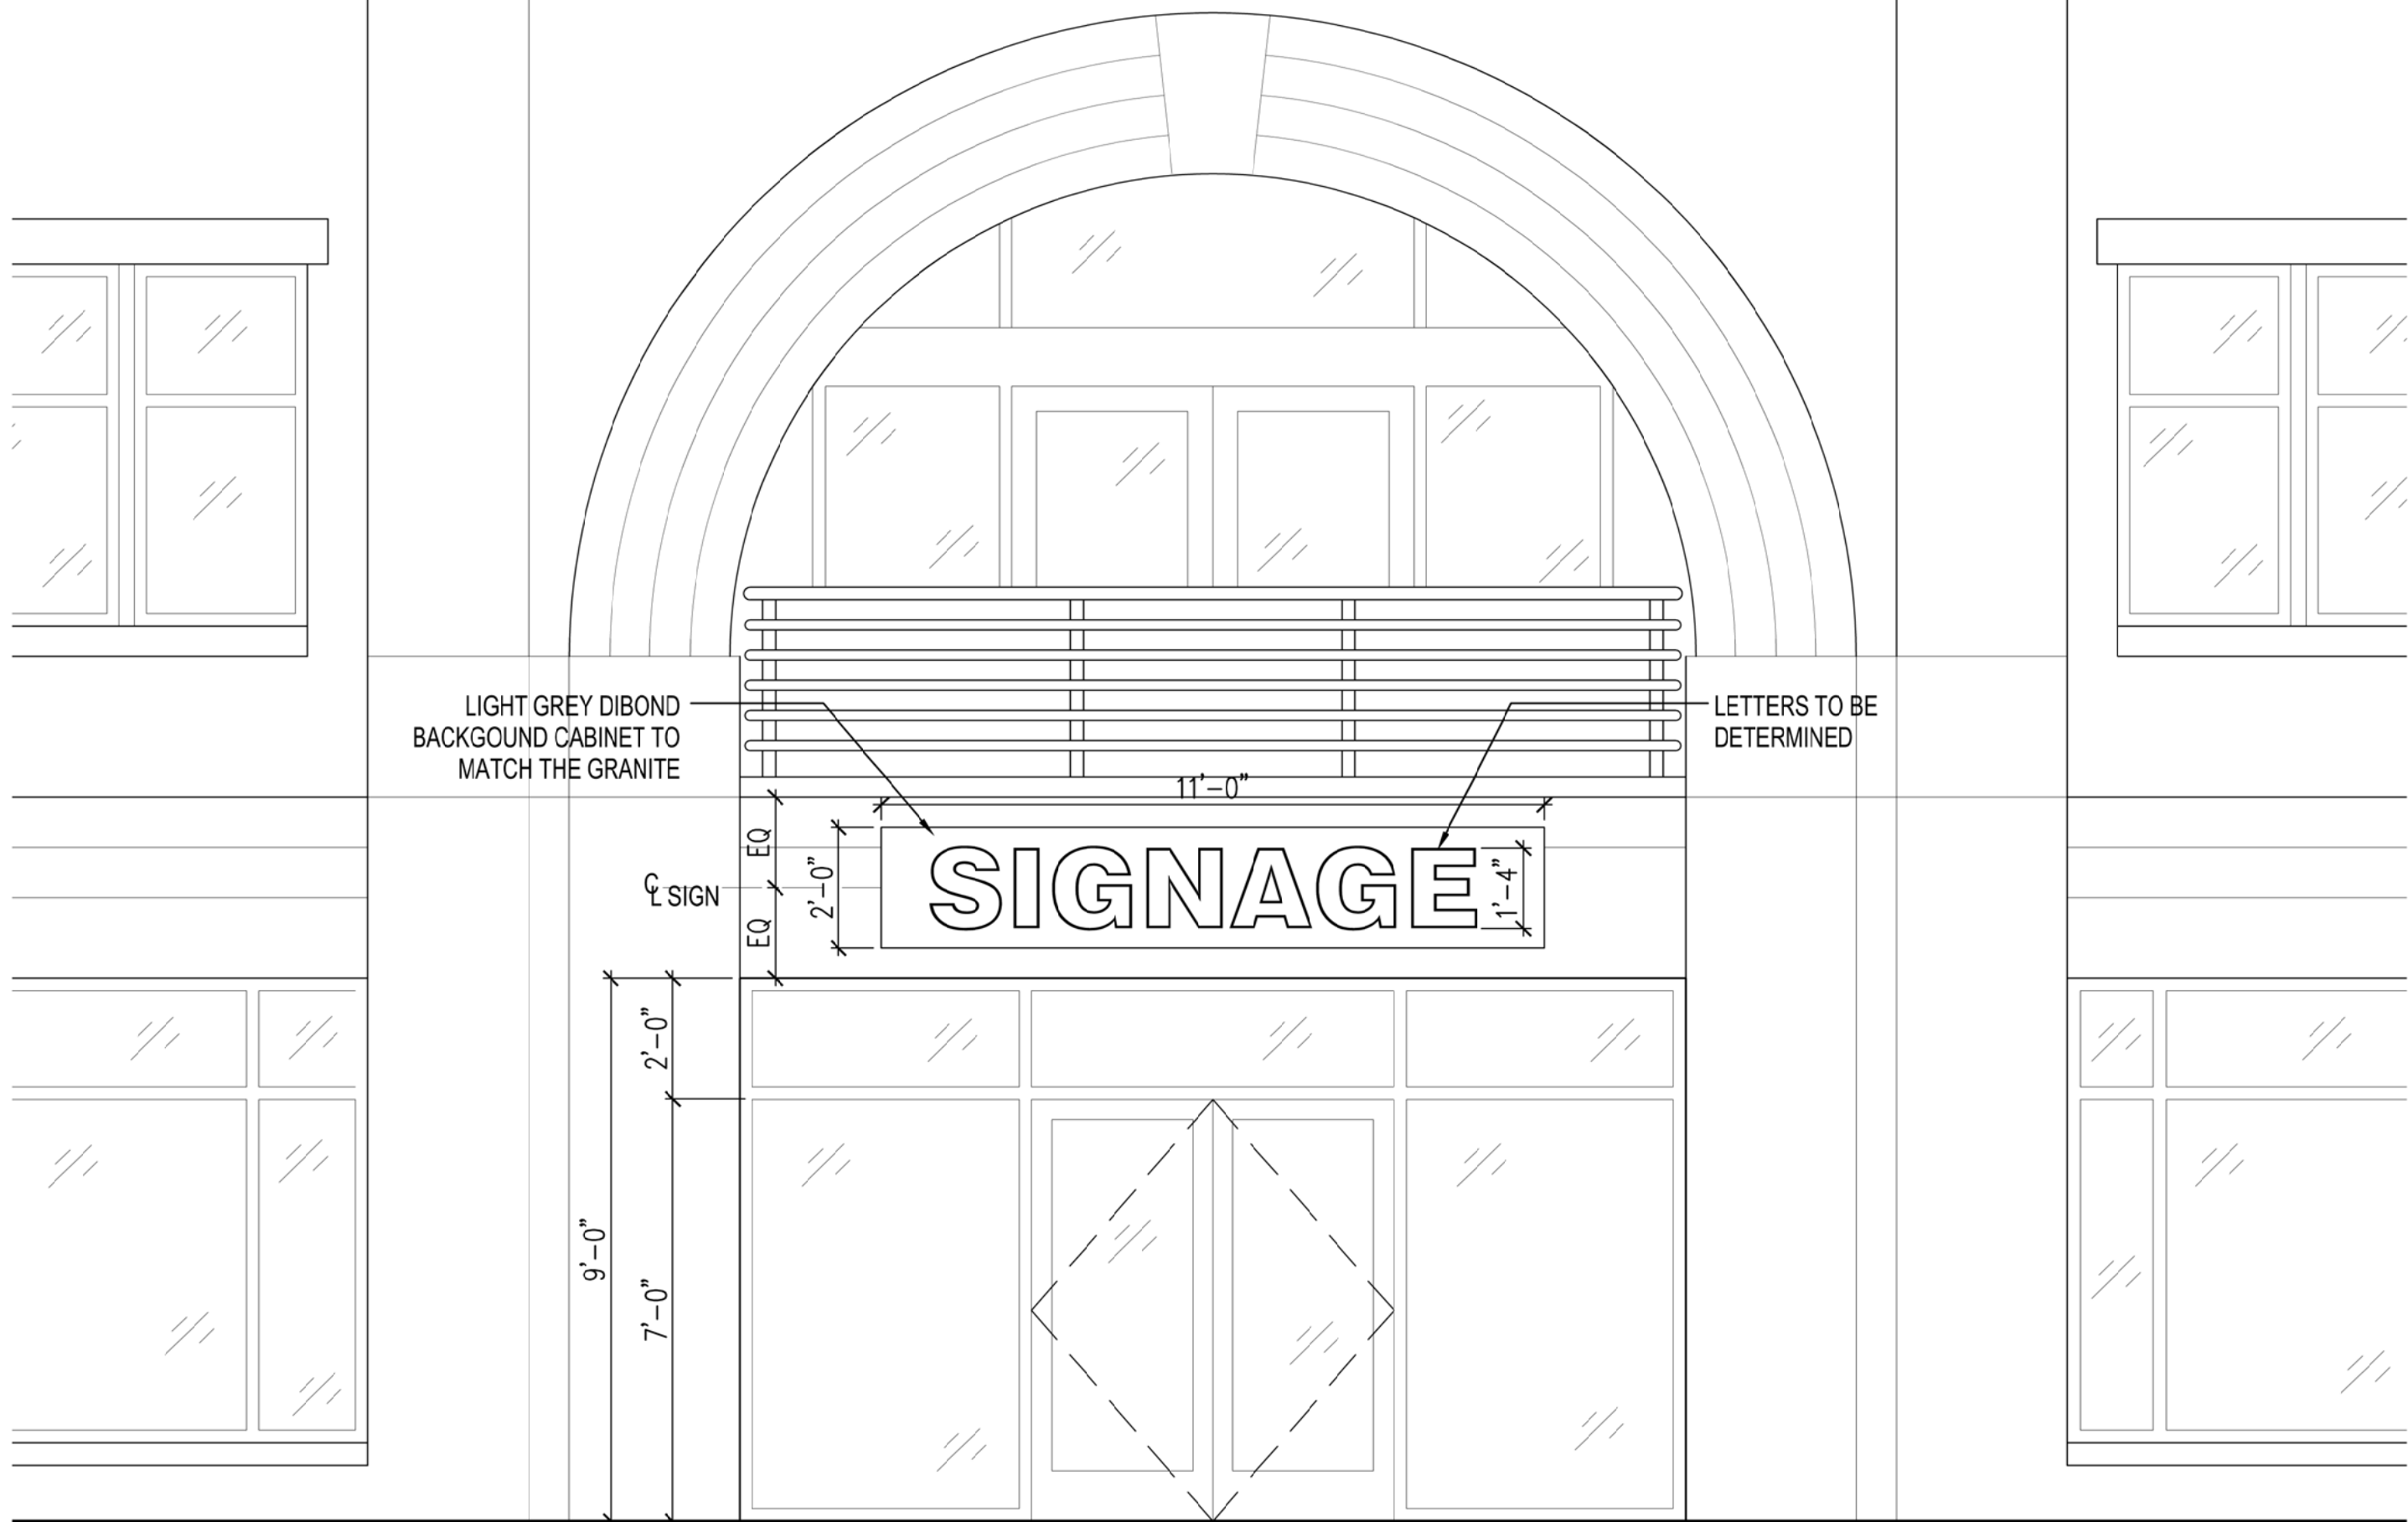 LIGHT GREY DIBOND
BACKGOUND CABINET TO
MATCH THE GRANITE
LETTERS TO BE
DETERMINED
11'–0"
EQ
EQ
2'–0"
SIGNAGE
1'–4"
℄ SIGN
2'–0"
9'–0"
7'–0"